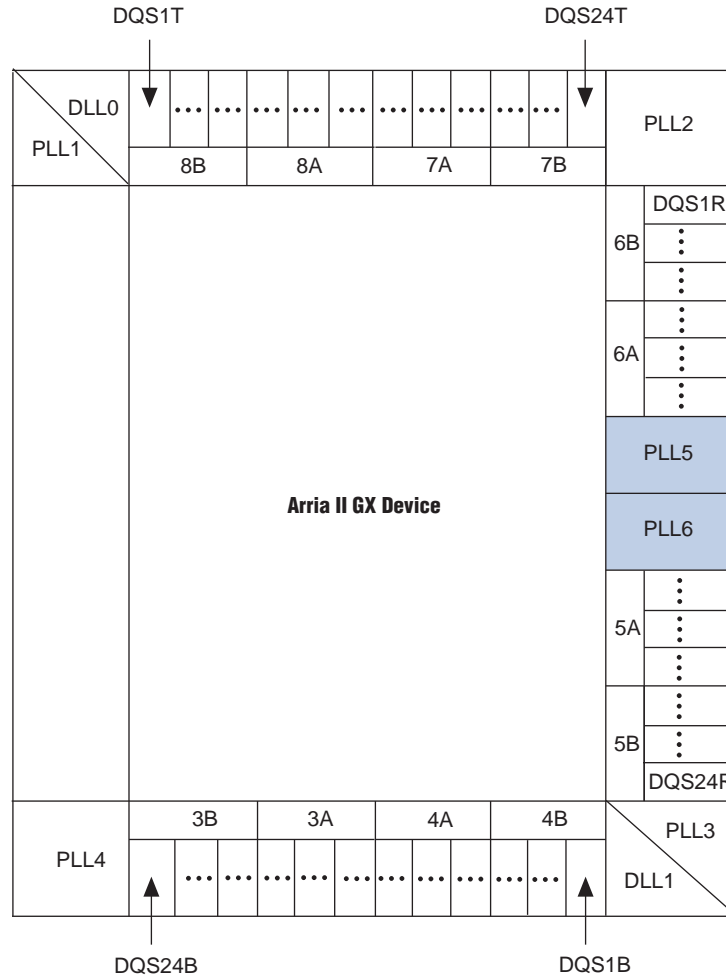 DQS1T DQS24T
DLL0
PLL1
PLL2
8B 8A 7A 7B
DQS1R
6B
6A
PLL5
Arria II GX Device
PLL6
5A
5B
DQS24R
3B 3A 4A 4B
PLL3
PLL4
DLL1
DQS24B DQS1B